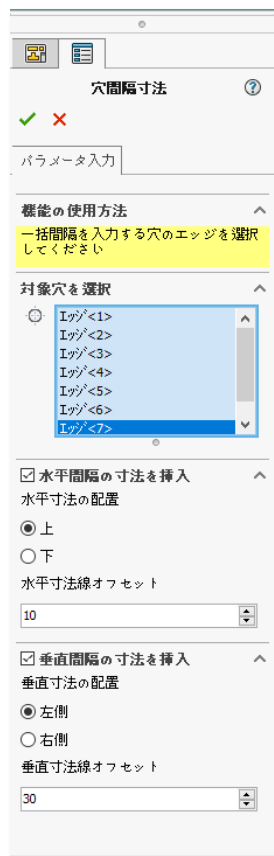 穴間隔寸法
パラメータ入力
機能の使用方法
一括間隔を入力する穴のエッジを選択
してください
対象穴を選択
ｴｯｼﾞ<1>
ｴｯｼﾞ<2>
ｴｯｼﾞ<3>
ｴｯｼﾞ<4>
ｴｯｼﾞ<5>
ｴｯｼﾞ<6>
ｴｯｼﾞ<7>
水平間隔の寸法を挿入
水平寸法の配置
上
下
水平寸法線オフセット
10
垂直間隔の寸法を挿入
垂直寸法の配置
左側
右側
垂直寸法線オフセット
30